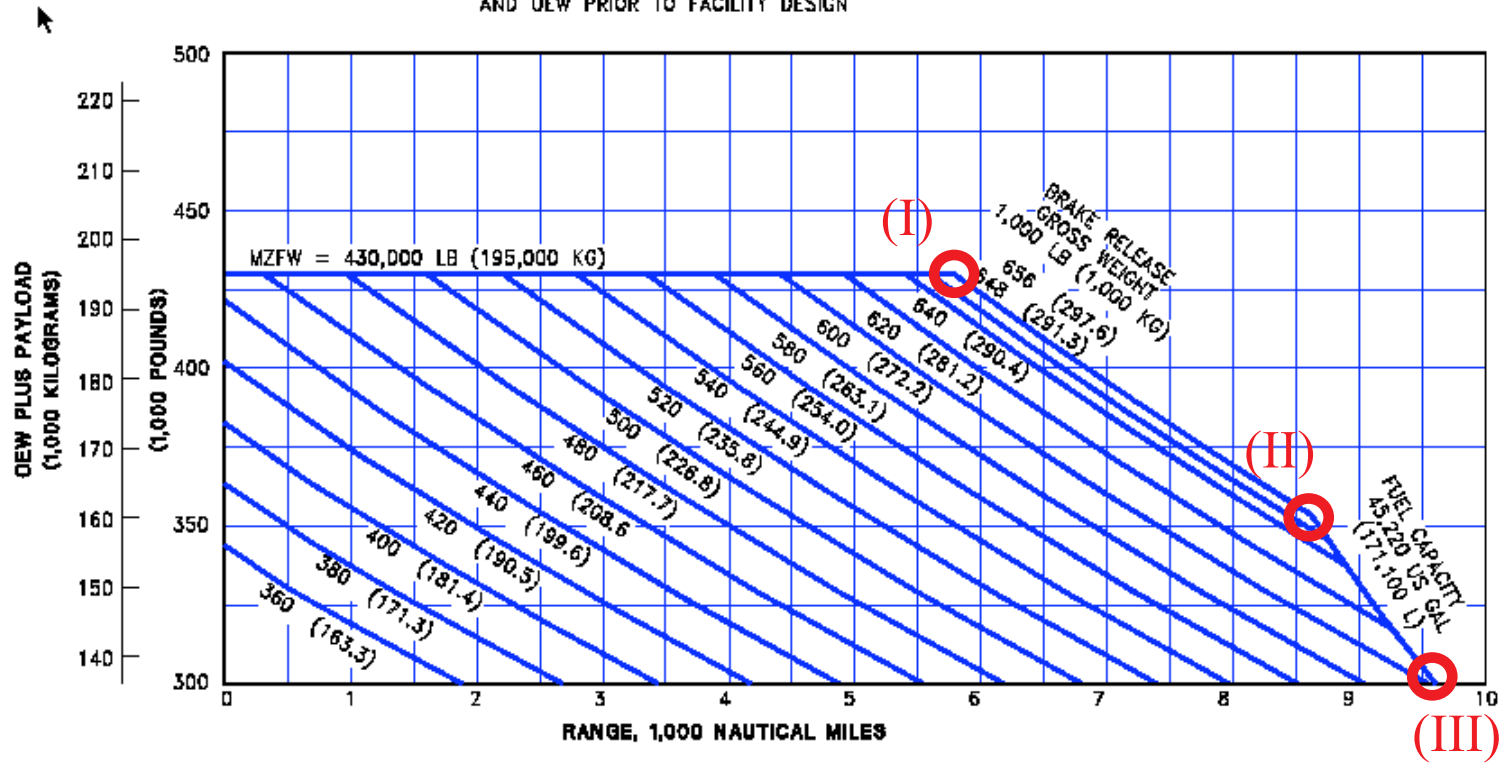 AND OEW PRIOR TO FACILITY DESIGN
OEW PLUS PAYLOAD
(1,000 KILOGRAMS)
(1,000 POUNDS)
220
210
200
190
180
170
160
150
140
500
450
400
350
300
MZFW = 430,000 LB (195,000 KG)
(I)
BRAKE RELEASE
GROSS WEIGHT
1,000 LB (1,000 KG)
656 (297.6)
648 (291.3)
640 (290.4)
620 (281.2)
600 (272.2)
580 (263.1)
560 (254.0)
540 (244.9)
520 (235.8)
500 (226.8)
480 (217.7)
460 (208.6
440 (199.6)
420 (190.5)
400 (181.4)
380 (171.3)
360 (163.3)
(II)
FUEL CAPACITY
45,220 US GAL
(171,100 L)
(III)
0 1 2 3 4 5 6 7 8 9 10
RANGE, 1,000 NAUTICAL MILES